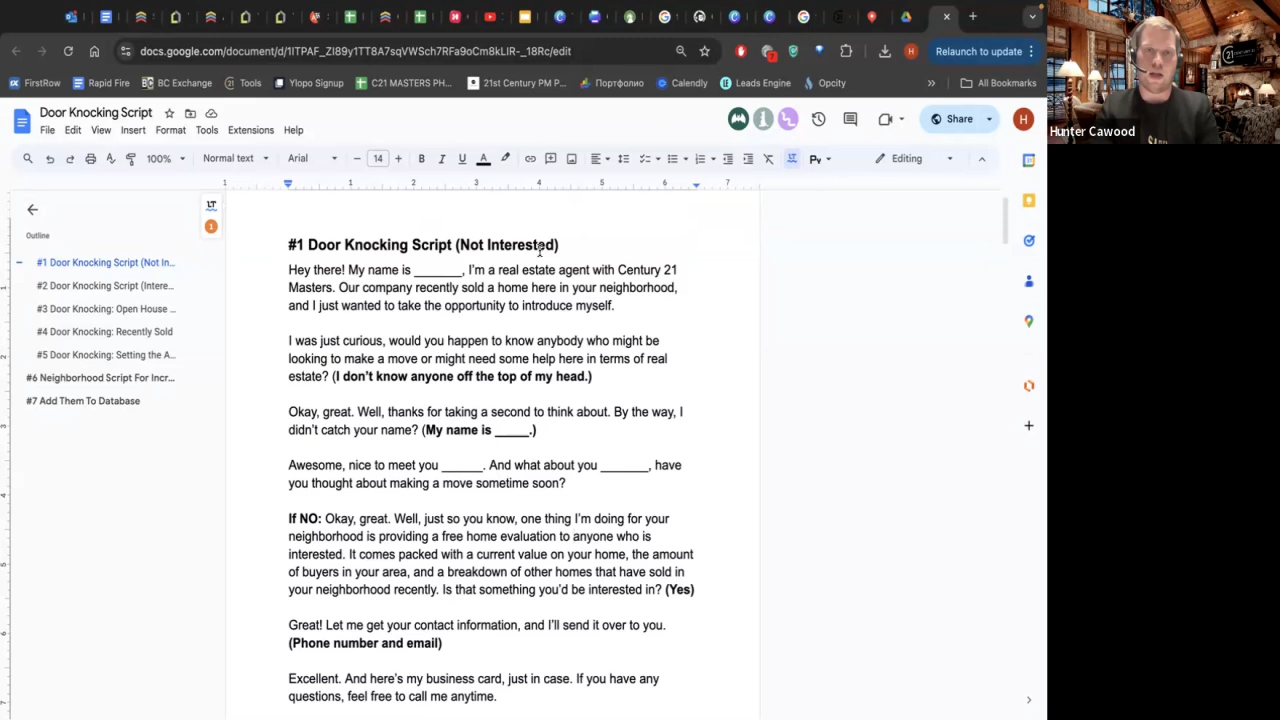 docs.google.com/document/d/1lTPAF_ZI89y1TT8A7sqVWSch7RFa9oCm8kLlR-_18Rc/edit
Relaunch to update
FirstRow
Rapid Fire
BC Exchange
Tools
Ylopo Signup
C21 MASTERS PH...
21st Century PM P...
Портфолио
Calendly
Leads Engine
Opcity
All Bookmarks
Hunter Cawood
Door Knocking Script
File Edit View Insert Format Tools Extensions Help
Share
H
100% Normal text Arial 14 B I U A Editing
1 1 2 3 4 5 6 7
Outline
#1 Door Knocking Script (Not In...
#2 Door Knocking Script (Intere...
#3 Door Knocking: Open House ...
#4 Door Knocking: Recently Sold
#5 Door Knocking: Setting the A...
#6 Neighborhood Script For Incr...
#7 Add Them To Database
LT
1
#1 Door Knocking Script (Not Interested)
Hey there! My name is _______, I'm a real estate agent with Century 21
Masters. Our company recently sold a home here in your neighborhood,
and I just wanted to take the opportunity to introduce myself.
I was just curious, would you happen to know anybody who might be
looking to make a move or might need some help here in terms of real
estate? (I don't know anyone off the top of my head.)
Okay, great. Well, thanks for taking a second to think about. By the way, I
didn't catch your name? (My name is _____.)
Awesome, nice to meet you ______. And what about you _______, have
you thought about making a move sometime soon?
If NO: Okay, great. Well, just so you know, one thing I'm doing for your
neighborhood is providing a free home evaluation to anyone who is
interested. It comes packed with a current value on your home, the amount
of buyers in your area, and a breakdown of other homes that have sold in
your neighborhood recently. Is that something you'd be interested in? (Yes)
Great! Let me get your contact information, and I'll send it over to you.
(Phone number and email)
Excellent. And here's my business card, just in case. If you have any
questions, feel free to call me anytime.